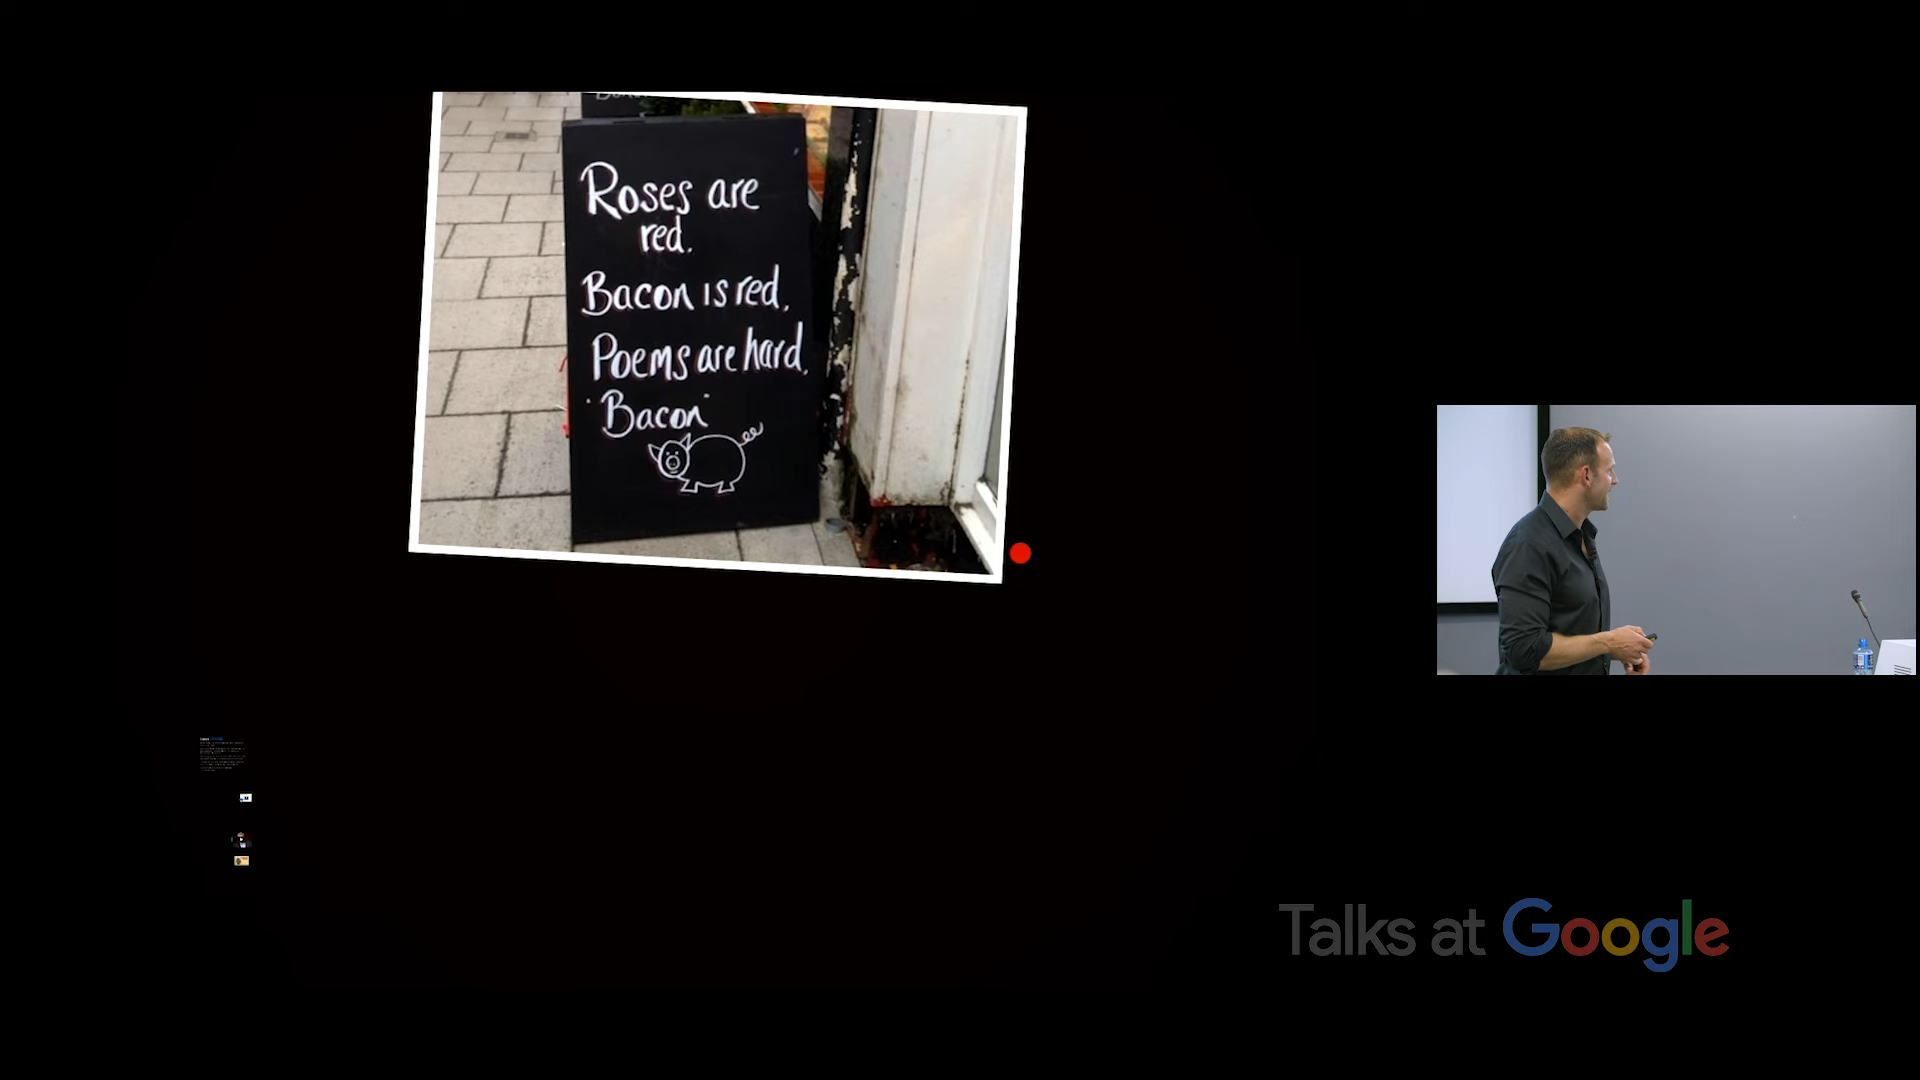 Roses are
red.
Bacon is red,
Poems are hard,
"Bacon"
Talks at Google